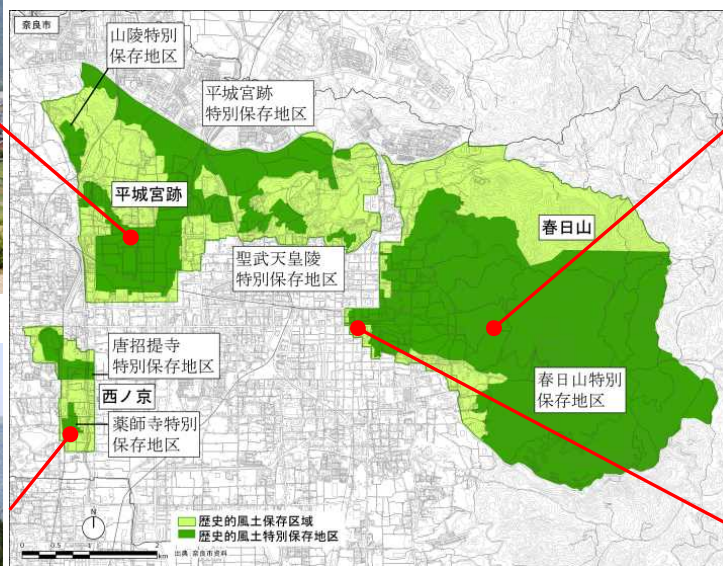 奈良市
山陵特別
保存地区
平城宮跡
特別保存地区
平城宮跡
春日山
聖武天皇陵
特別保存地区
唐招提寺
特別保存地区
西ノ京
春日山特別
保存地区
薬師寺特別
保存地区
N
歴史的風土保存区域
歴史的風土特別保存地区
0 0.5 1 2
km
出典 奈良市資料